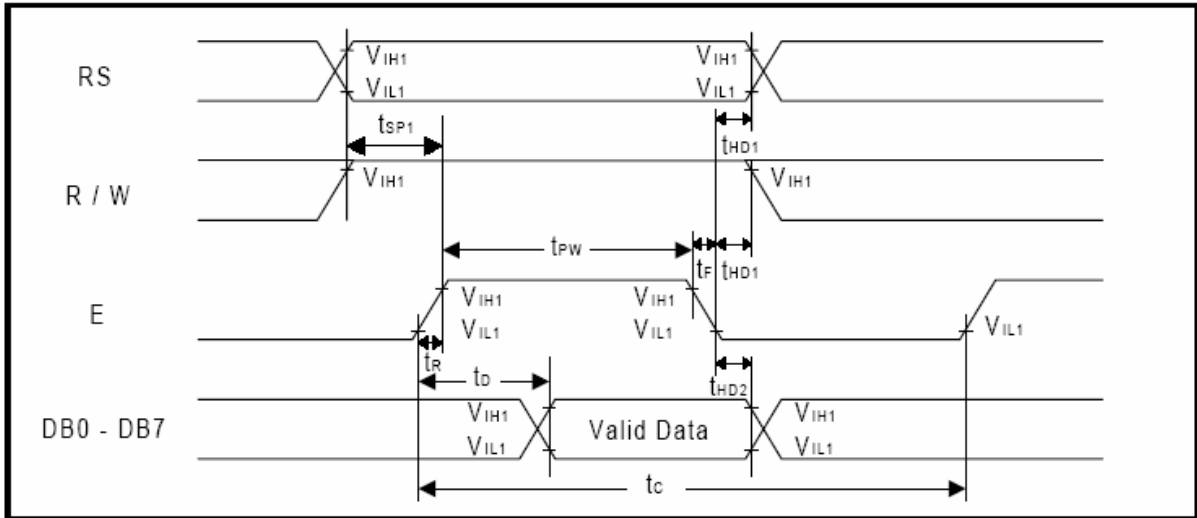 VIH1 VIH1
RS
VIL1 VIL1
tSP1
tHD1
VIH1 VIH1
R / W
tPW
tF tHD1
VIH1 VIH1
E
VIL1 VIL1 VIL1
tR
tD
tHD2
VIH1 VIH1
DB0 - DB7 Valid Data
VIL1 VIL1
tC